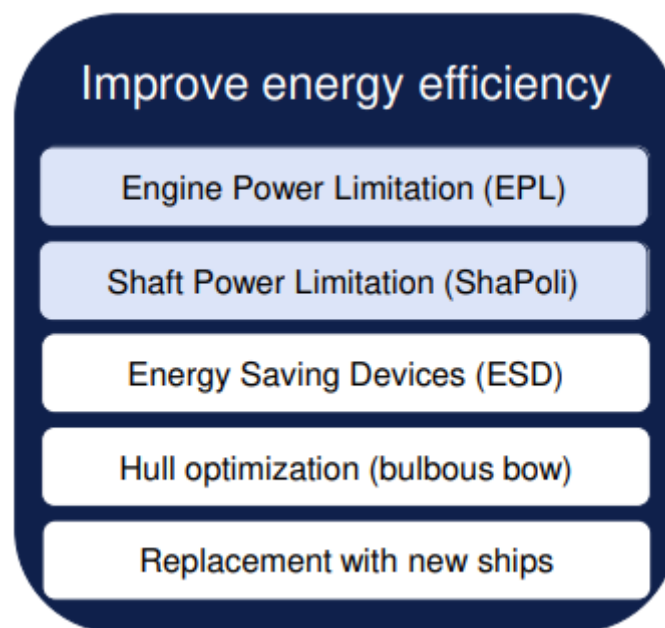 Improve energy efficiency
Engine Power Limitation (EPL)
Shaft Power Limitation (ShaPoli)
Energy Saving Devices (ESD)
Hull optimization (bulbous bow)
Replacement with new ships